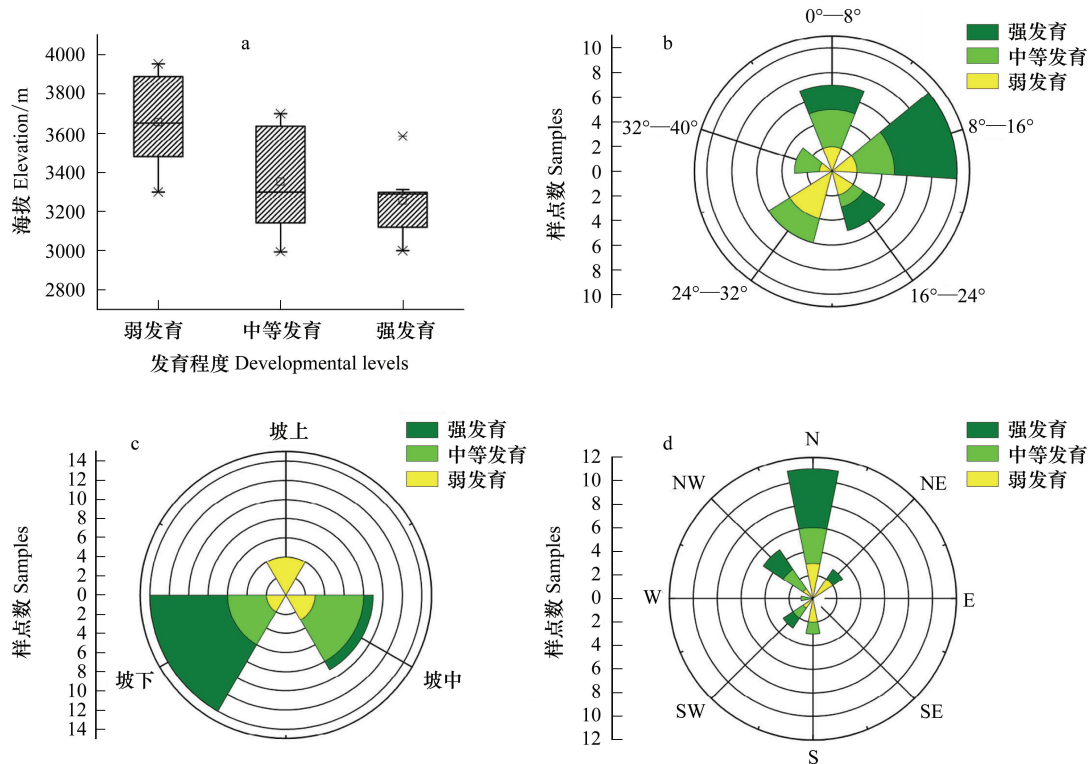 a
海拔 Elevation/m
4000
3800
3600
3400
3200
3000
2800
弱发育
中等发育
强发育
发育程度 Developmental levels
b
样点数 Samples
10
8
6
4
2
0
2
4
6
8
10
0°—8°
8°—16°
16°—24°
24°—32°
32°—40°
强发育
中等发育
弱发育
c
样点数 Samples
14
12
10
8
6
4
2
0
2
4
6
8
10
12
14
坡上
坡中
坡下
强发育
中等发育
弱发育
d
样点数 Samples
12
10
8
6
4
2
0
2
4
6
8
10
12
N
NE
E
SE
S
SW
W
NW
强发育
中等发育
弱发育